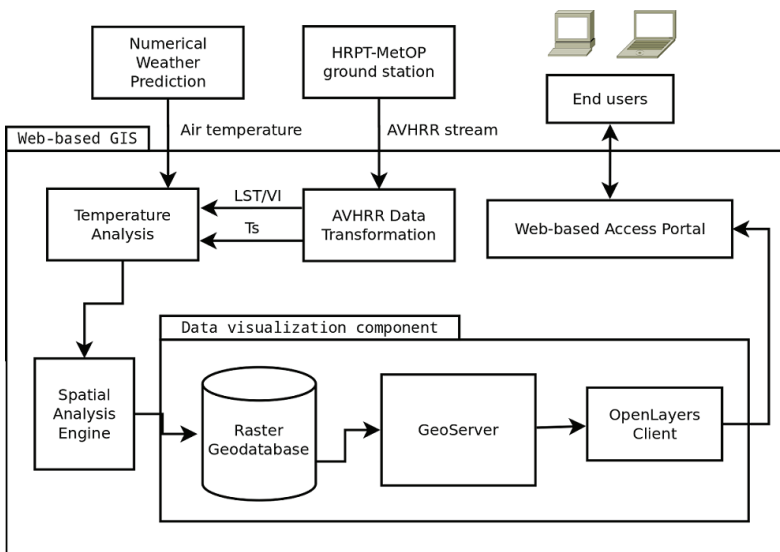 Numerical
Weather
Prediction
HRPT-MetOP
ground station
End users
Air temperature
AVHRR stream
Web-based GIS
Temperature
Analysis
LST/VI
Ts
AVHRR Data
Transformation
Web-based Access Portal
Data visualization component
Spatial
Analysis
Engine
Raster
Geodatabase
GeoServer
OpenLayers
Client